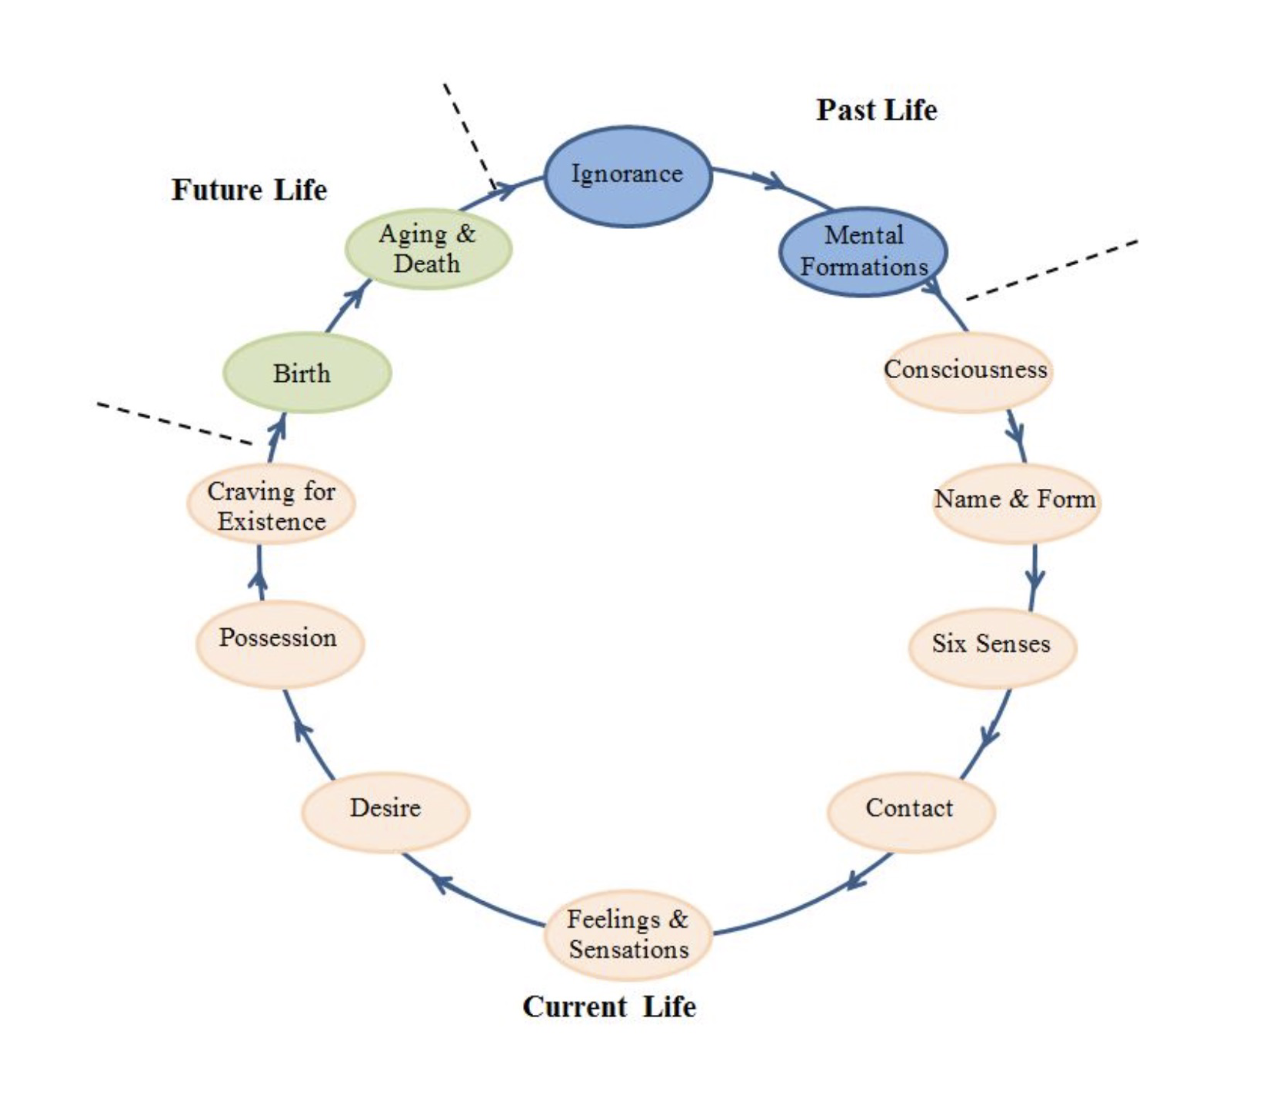 Past Life
Ignorance
Mental
Formations
Consciousness
Name & Form
Six Senses
Contact
Feelings &
Sensations
Current Life
Desire
Possession
Craving for
Existence
Birth
Aging &
Death
Future Life